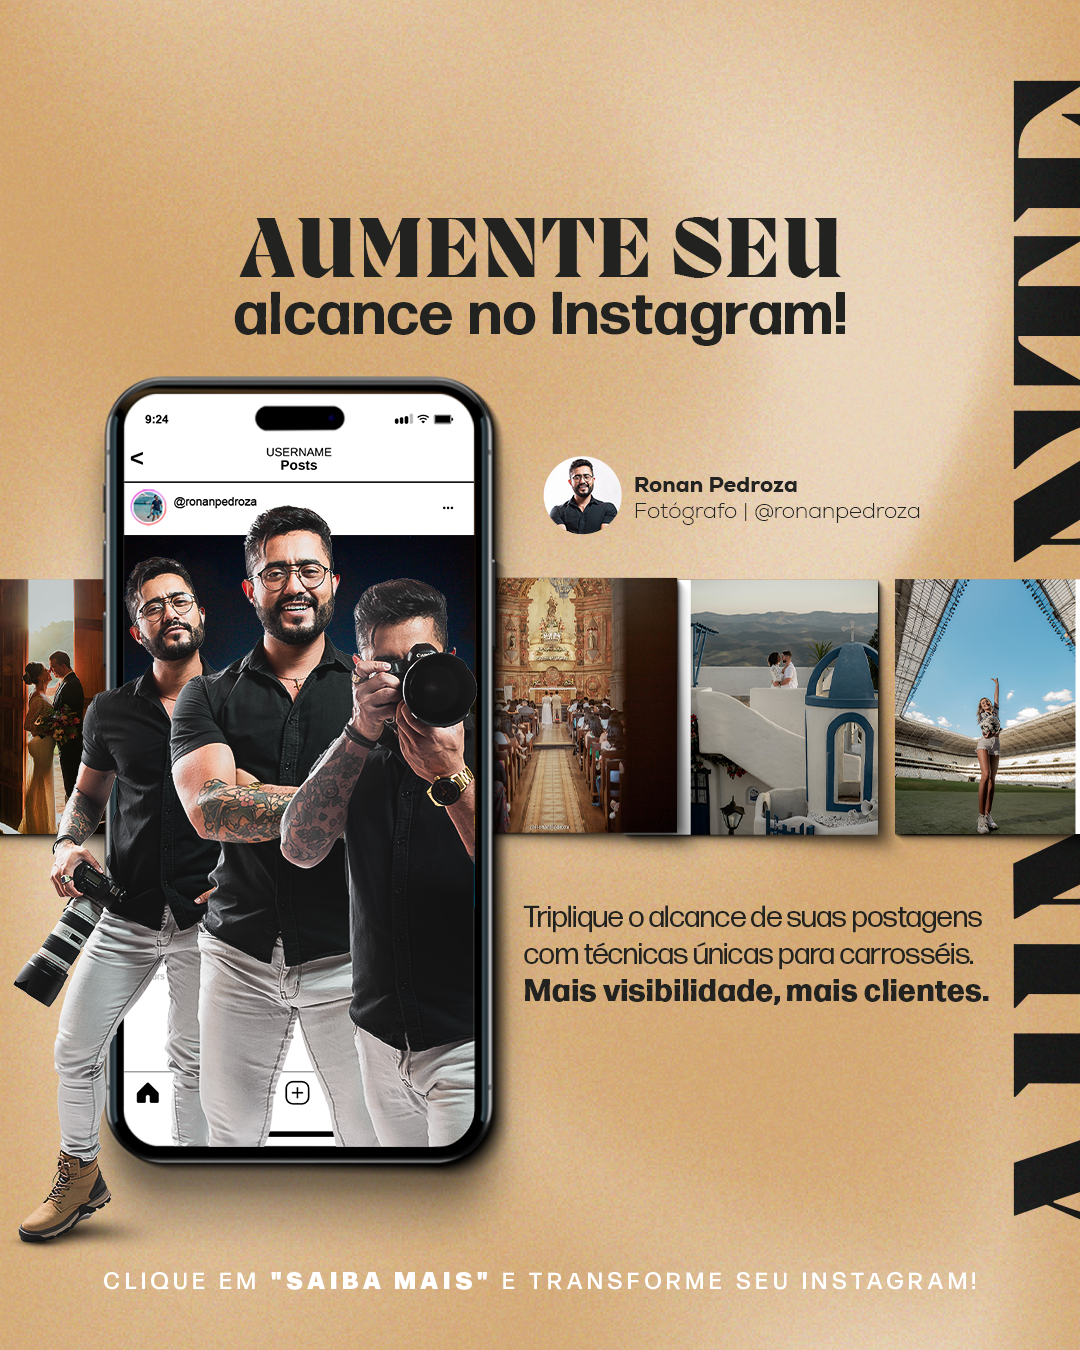 AUMENTE SEU
alcance no Instagram!
9:24
USERNAME
Posts
@ronanpedroza
Ronan Pedroza
Fotógrafo | @ronanpedroza
Canon
Triplique o alcance de suas postagens
com técnicas únicas para carrosséis.
Mais visibilidade, mais clientes.
CLIQUE EM "SAIBA MAIS" E TRANSFORME SEU INSTAGRAM!